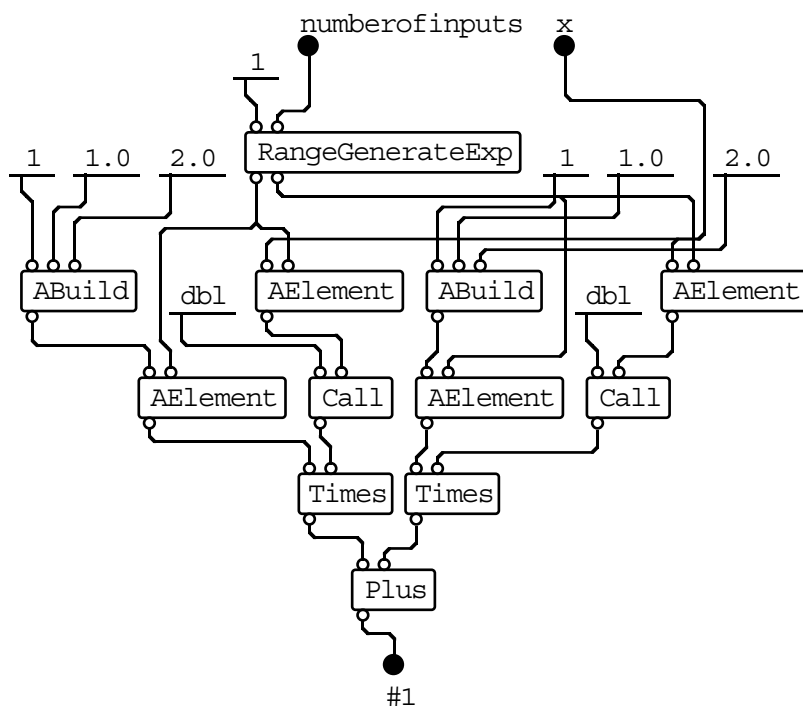 numberofinputs x
1
RangeGenerateExp
1 1.0 2.0 1 1.0 2.0
ABuild AElement ABuild AElement
dbl dbl
AElement Call AElement Call
Times Times
Plus
#1